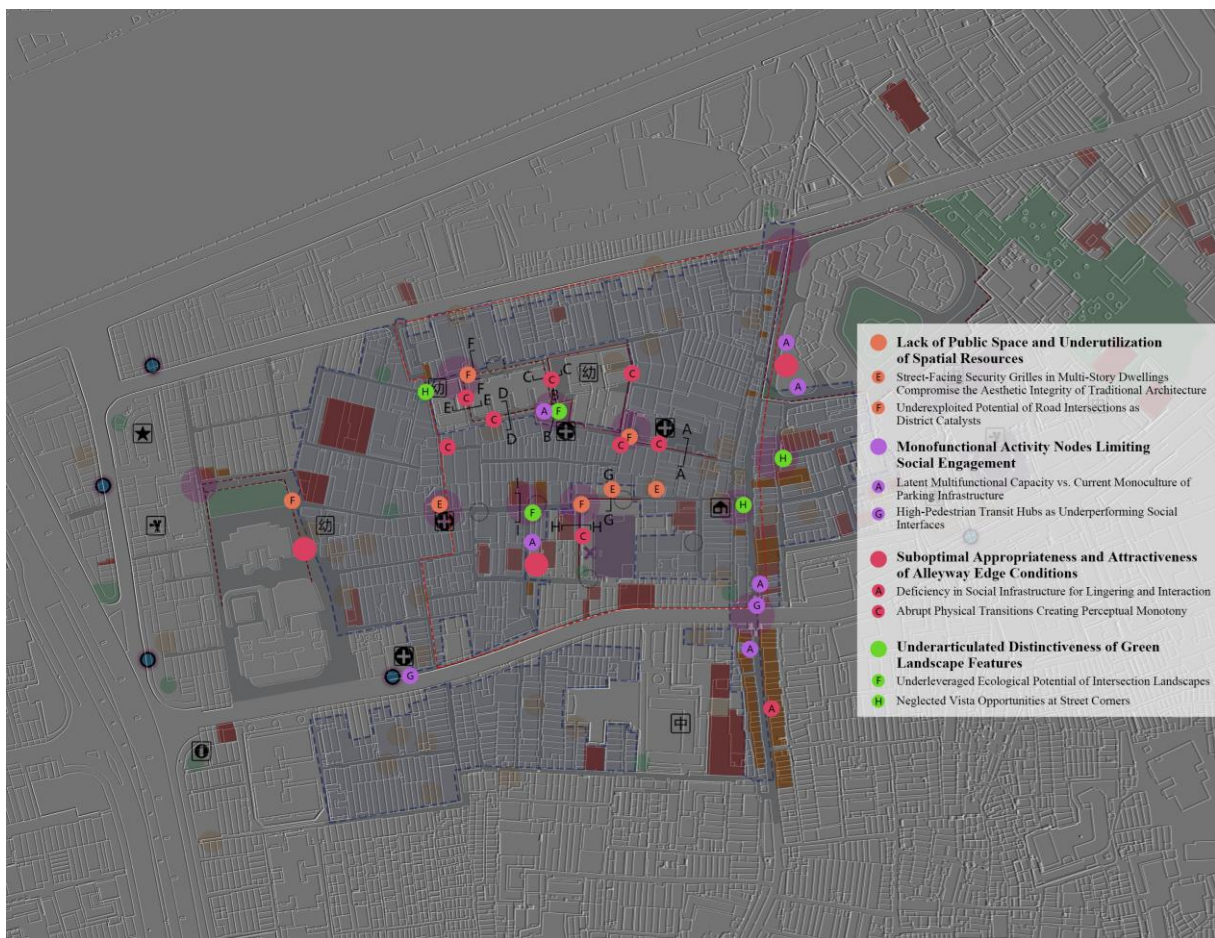 F
A
F
C
C
C
幼
C
A
H
幼
F
C
E
E
B
A
F
D
C
D
B
F
C
C
A
A
C
H
G
E
E
G
F
E
F
H
I
F
I
幼
A
H
H
C
A
G
A
G
A
中
Lack of Public Space and Underutilization
of Spatial Resources
E Street-Facing Security Grilles in Multi-Story Dwellings
Compromise the Aesthetic Integrity of Traditional Architecture
F Underexploited Potential of Road Intersections as
District Catalysts
Monofunctional Activity Nodes Limiting
Social Engagement
A Latent Multifunctional Capacity vs. Current Monoculture of
Parking Infrastructure
G High-Pedestrian Transit Hubs as Underperforming Social
Interfaces
Suboptimal Appropriateness and Attractiveness
of Alleyway Edge Conditions
A Deficiency in Social Infrastructure for Lingering and Interaction
C Abrupt Physical Transitions Creating Perceptual Monotony
Underarticulated Distinctiveness of Green
Landscape Features
F Underleveraged Ecological Potential of Intersection Landscapes
H Neglected Vista Opportunities at Street Corners